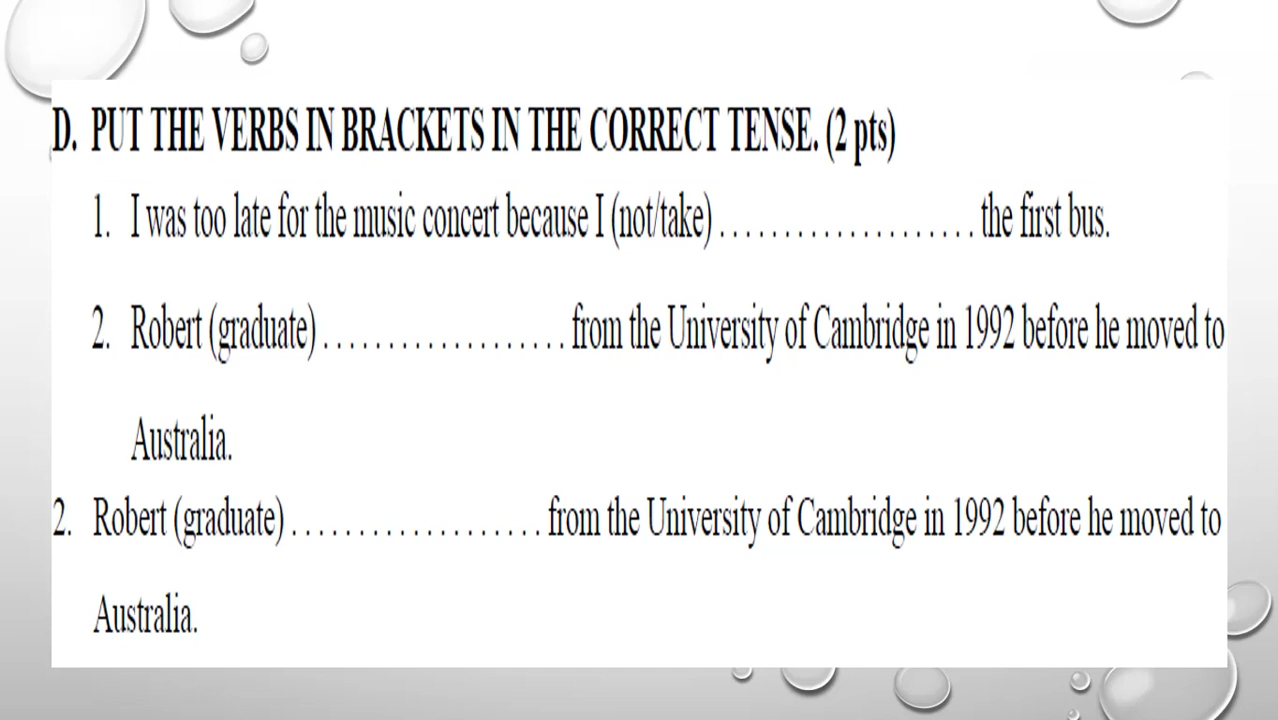 D. PUT THE VERBS IN BRACKETS IN THE CORRECT TENSE. (2 pts)
1. I was too late for the music concert because I (not/take) . . . . . . . . . . . . . . . . . . . . the first bus.
2. Robert (graduate) . . . . . . . . . . . . . . . . . . . from the University of Cambridge in 1992 before he moved to
Australia.
2. Robert (graduate) . . . . . . . . . . . . . . . . . . . from the University of Cambridge in 1992 before he moved to
Australia.